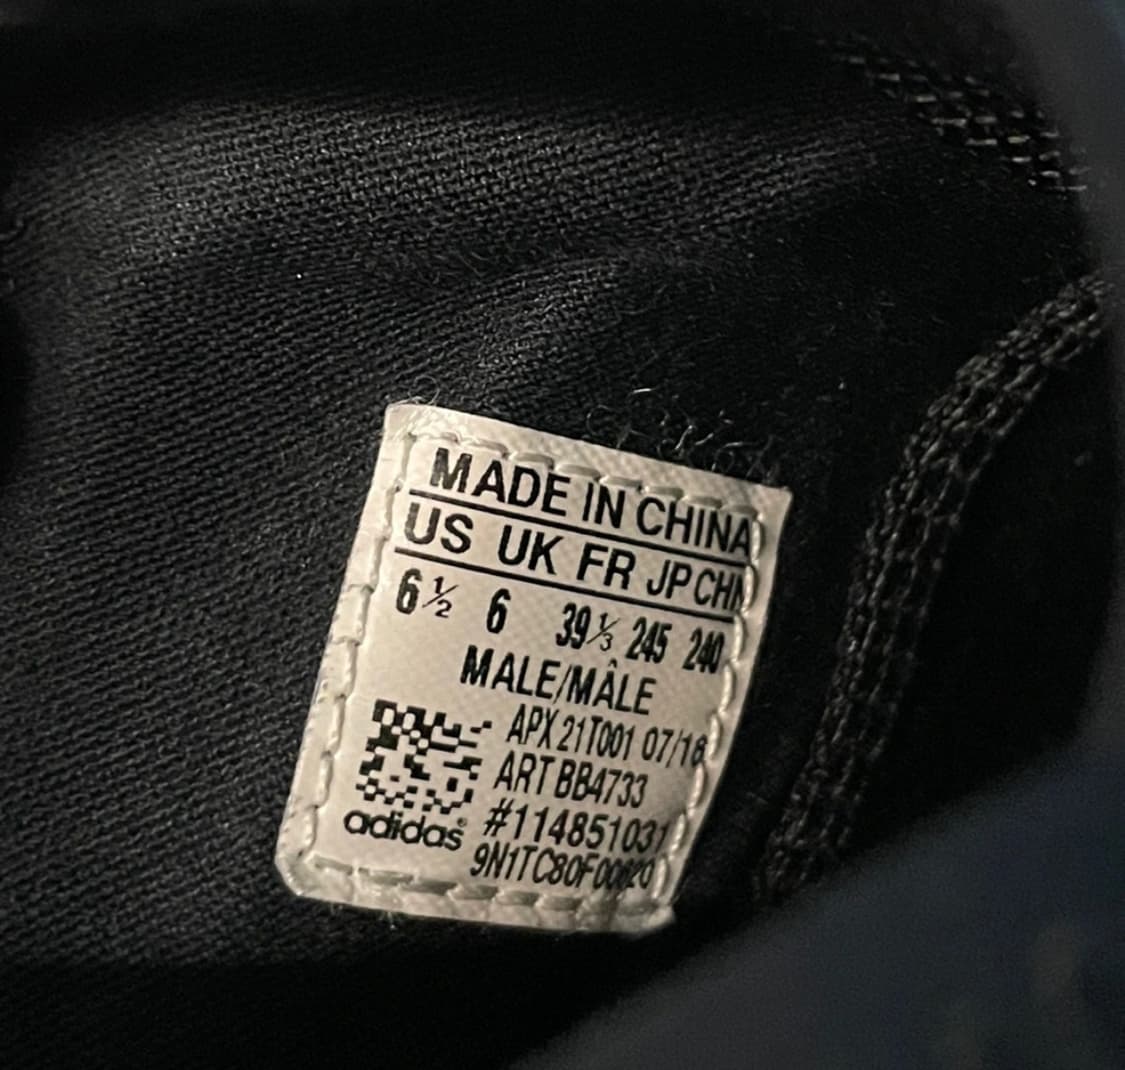 MADE IN CHINA
US UK FR JP CHN
6½ 6 39⅓ 245 240
MALE/MÂLE
APX 21T001 07/18
ART BB4733
#114851031
adidas®